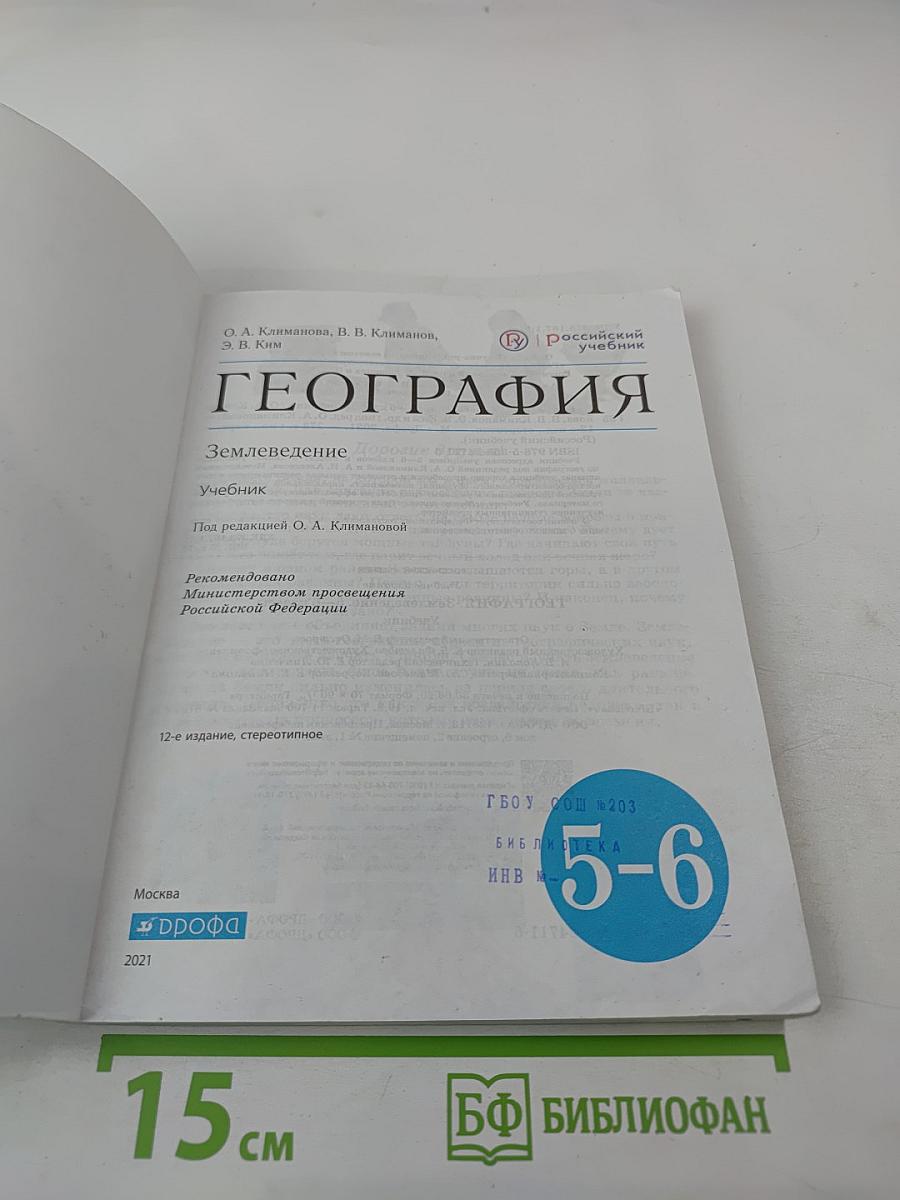 О. А. Климанова, В. В. Климанов,
Э. В. Ким
Российский
учебник
ГЕОГРАФИЯ
Землеведение
Учебник
Под редакцией О. А. Климановой
Рекомендовано
Министерством просвещения
Российской Федерации
12-е издание, стереотипное
ГБОУ СОШ №203
БИБЛИОТЕКА
ИНВ №
5–6
Москва
дрофа
2021
15 см
БФ БИБЛИОФАН